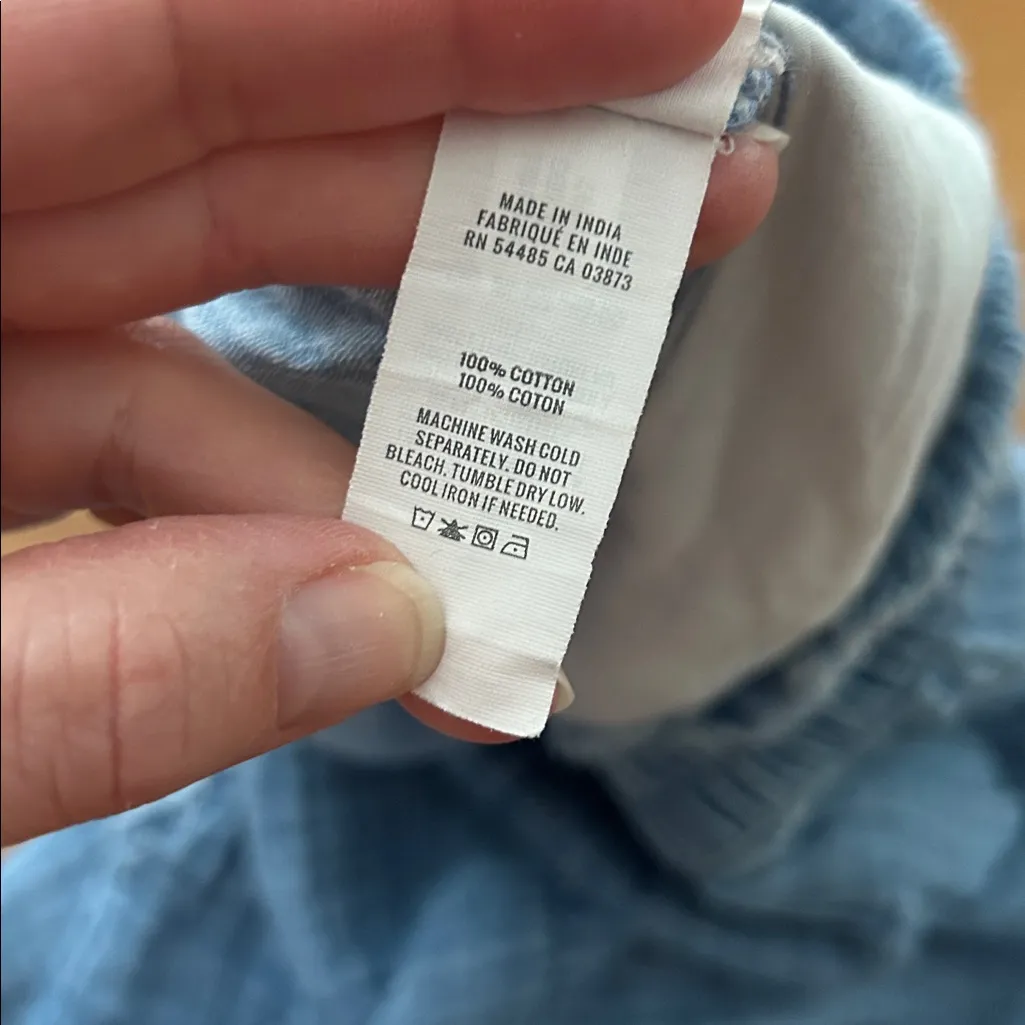 MADE IN INDIA
FABRIQUÉ EN INDE
RN 54485 CA 03873
100% COTTON
100% COTON
MACHINE WASH COLD
SEPARATELY. DO NOT
BLEACH. TUMBLE DRY LOW.
COOL IRON IF NEEDED.